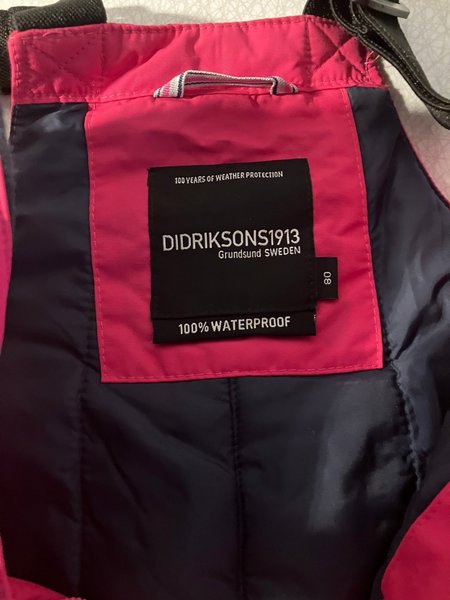 100 YEARS OF WEATHER PROTECTION
DIDRIKSONS1913
Grundsund SWEDEN
80
100% WATERPROOF